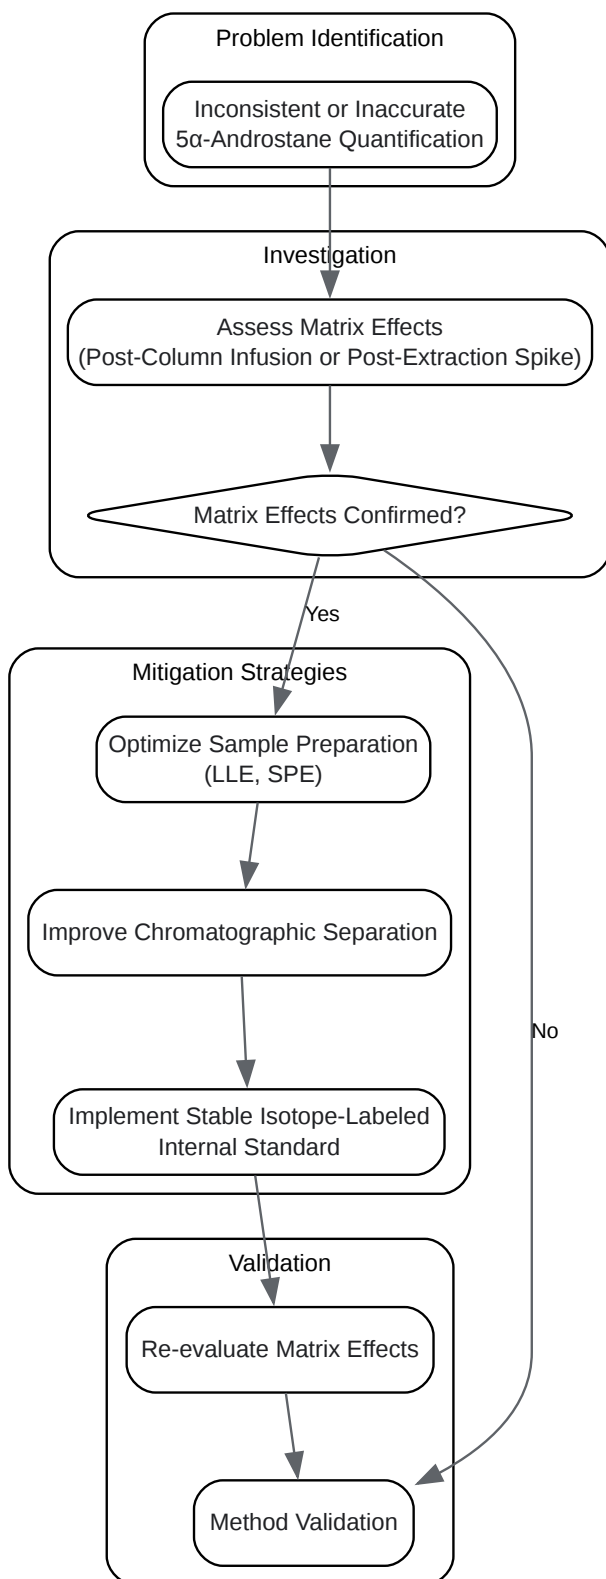 Problem Identification
Inconsistent or Inaccurate
5α-Androstane Quantification
Investigation
Assess Matrix Effects
(Post-Column Infusion or Post-Extraction Spike)
Matrix Effects Confirmed?
Yes
Mitigation Strategies
Optimize Sample Preparation
(LLE, SPE)
Improve Chromatographic Separation
No
Implement Stable Isotope-Labeled
Internal Standard
Validation
Re-evaluate Matrix Effects
Method Validation